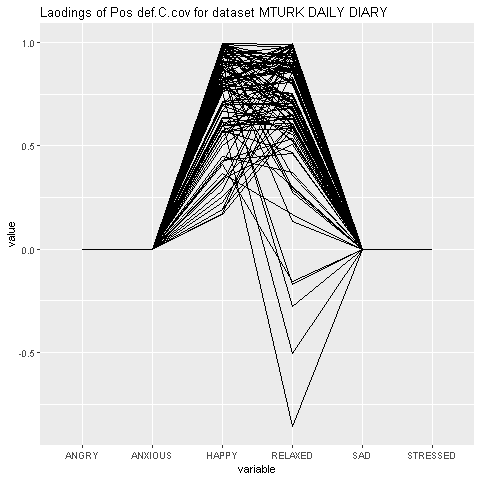 Laodings of Pos def.C.cov for dataset MTURK DAILY DIARY
1.0
0.5
0.0
-0.5
value
ANGRY ANXIOUS HAPPY RELAXED SAD STRESSED
variable